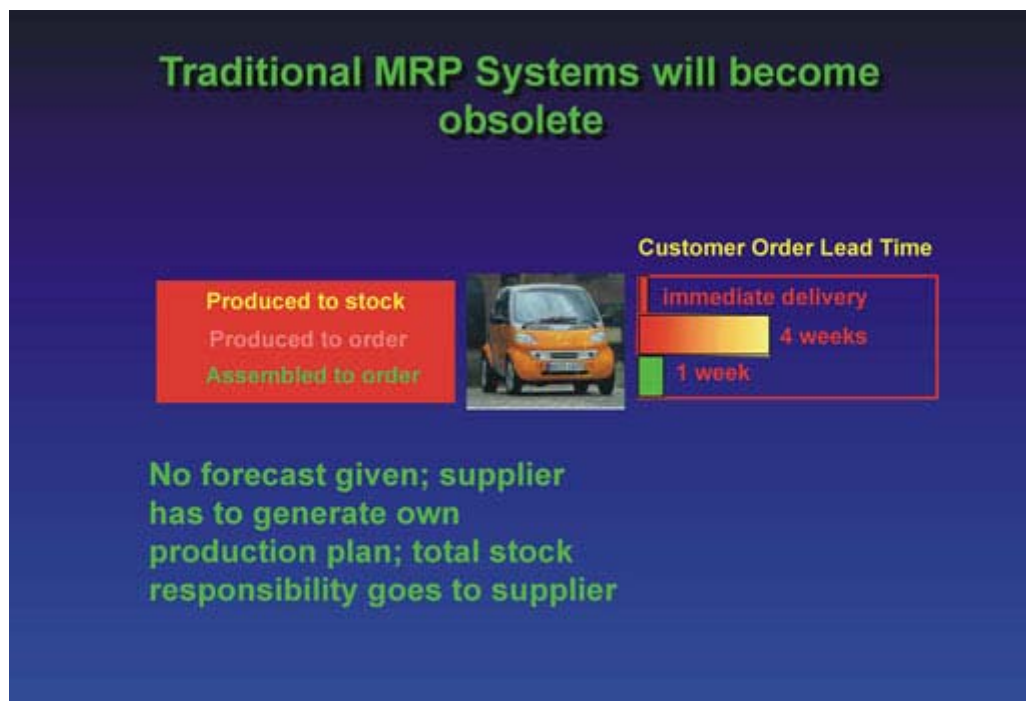 Traditional MRP Systems will become
obsolete
Customer Order Lead Time
Produced to stock
Produced to order
Assembled to order
immediate delivery
4 weeks
1 week
No forecast given; supplier
has to generate own
production plan; total stock
responsibility goes to supplier